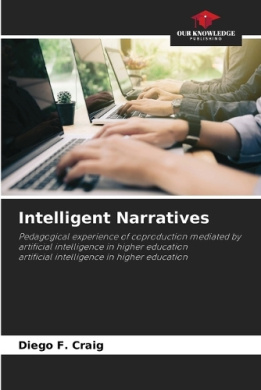 OUR KNOWLEDGE
PUBLISHING
Intelligent Narratives
Pedagogical experience of coproduction mediated by
artificial intelligence in higher education
artificial intelligence in higher education
Diego F. Craig